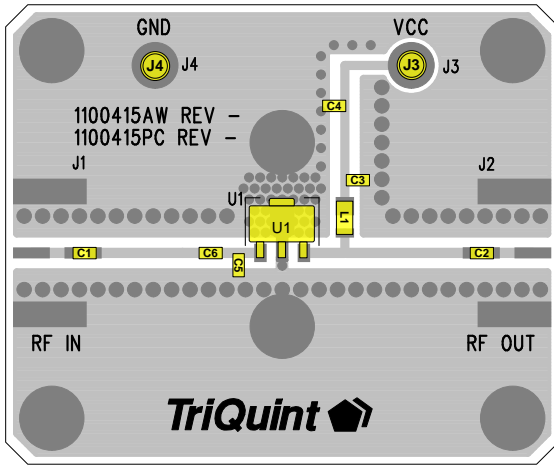 GND VCC
J4 J4 J3 J3
C4
1100415AW REV -
1100415PC REV -
J1 J2
C3
U1
L1
U1
C1 C6 C5 C2
RF IN RF OUT
TriQuint